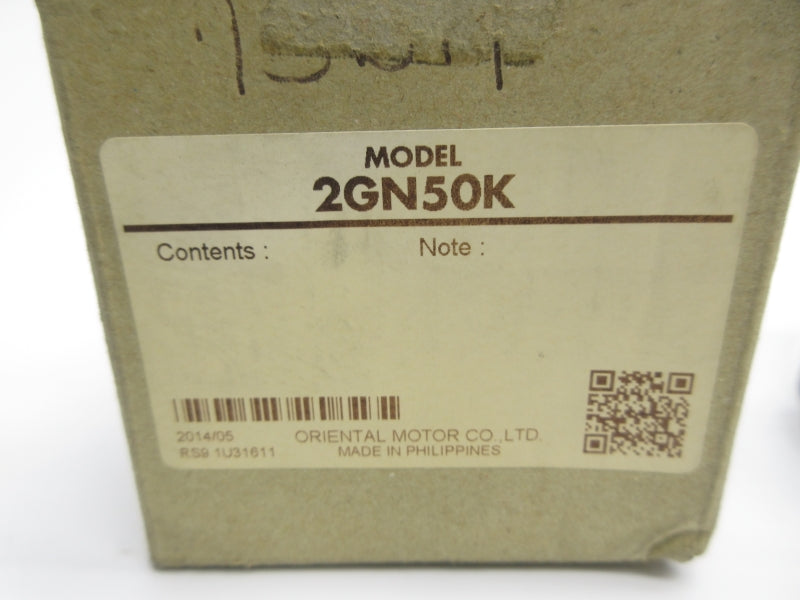 MODEL
2GN50K
Contents :
Note :
2014/05
ORIENTAL MOTOR CO.,LTD.
RS9 1U31611
MADE IN PHILIPPINES